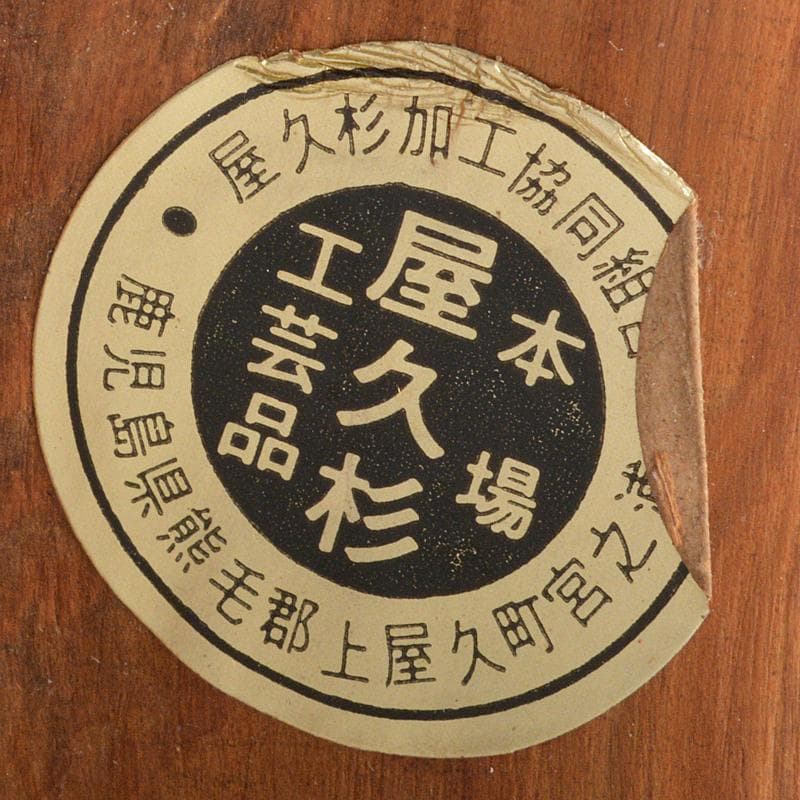 屋久杉加工協同組
本場
屋久杉
工芸品
鹿児島県熊毛郡上屋久町宮之